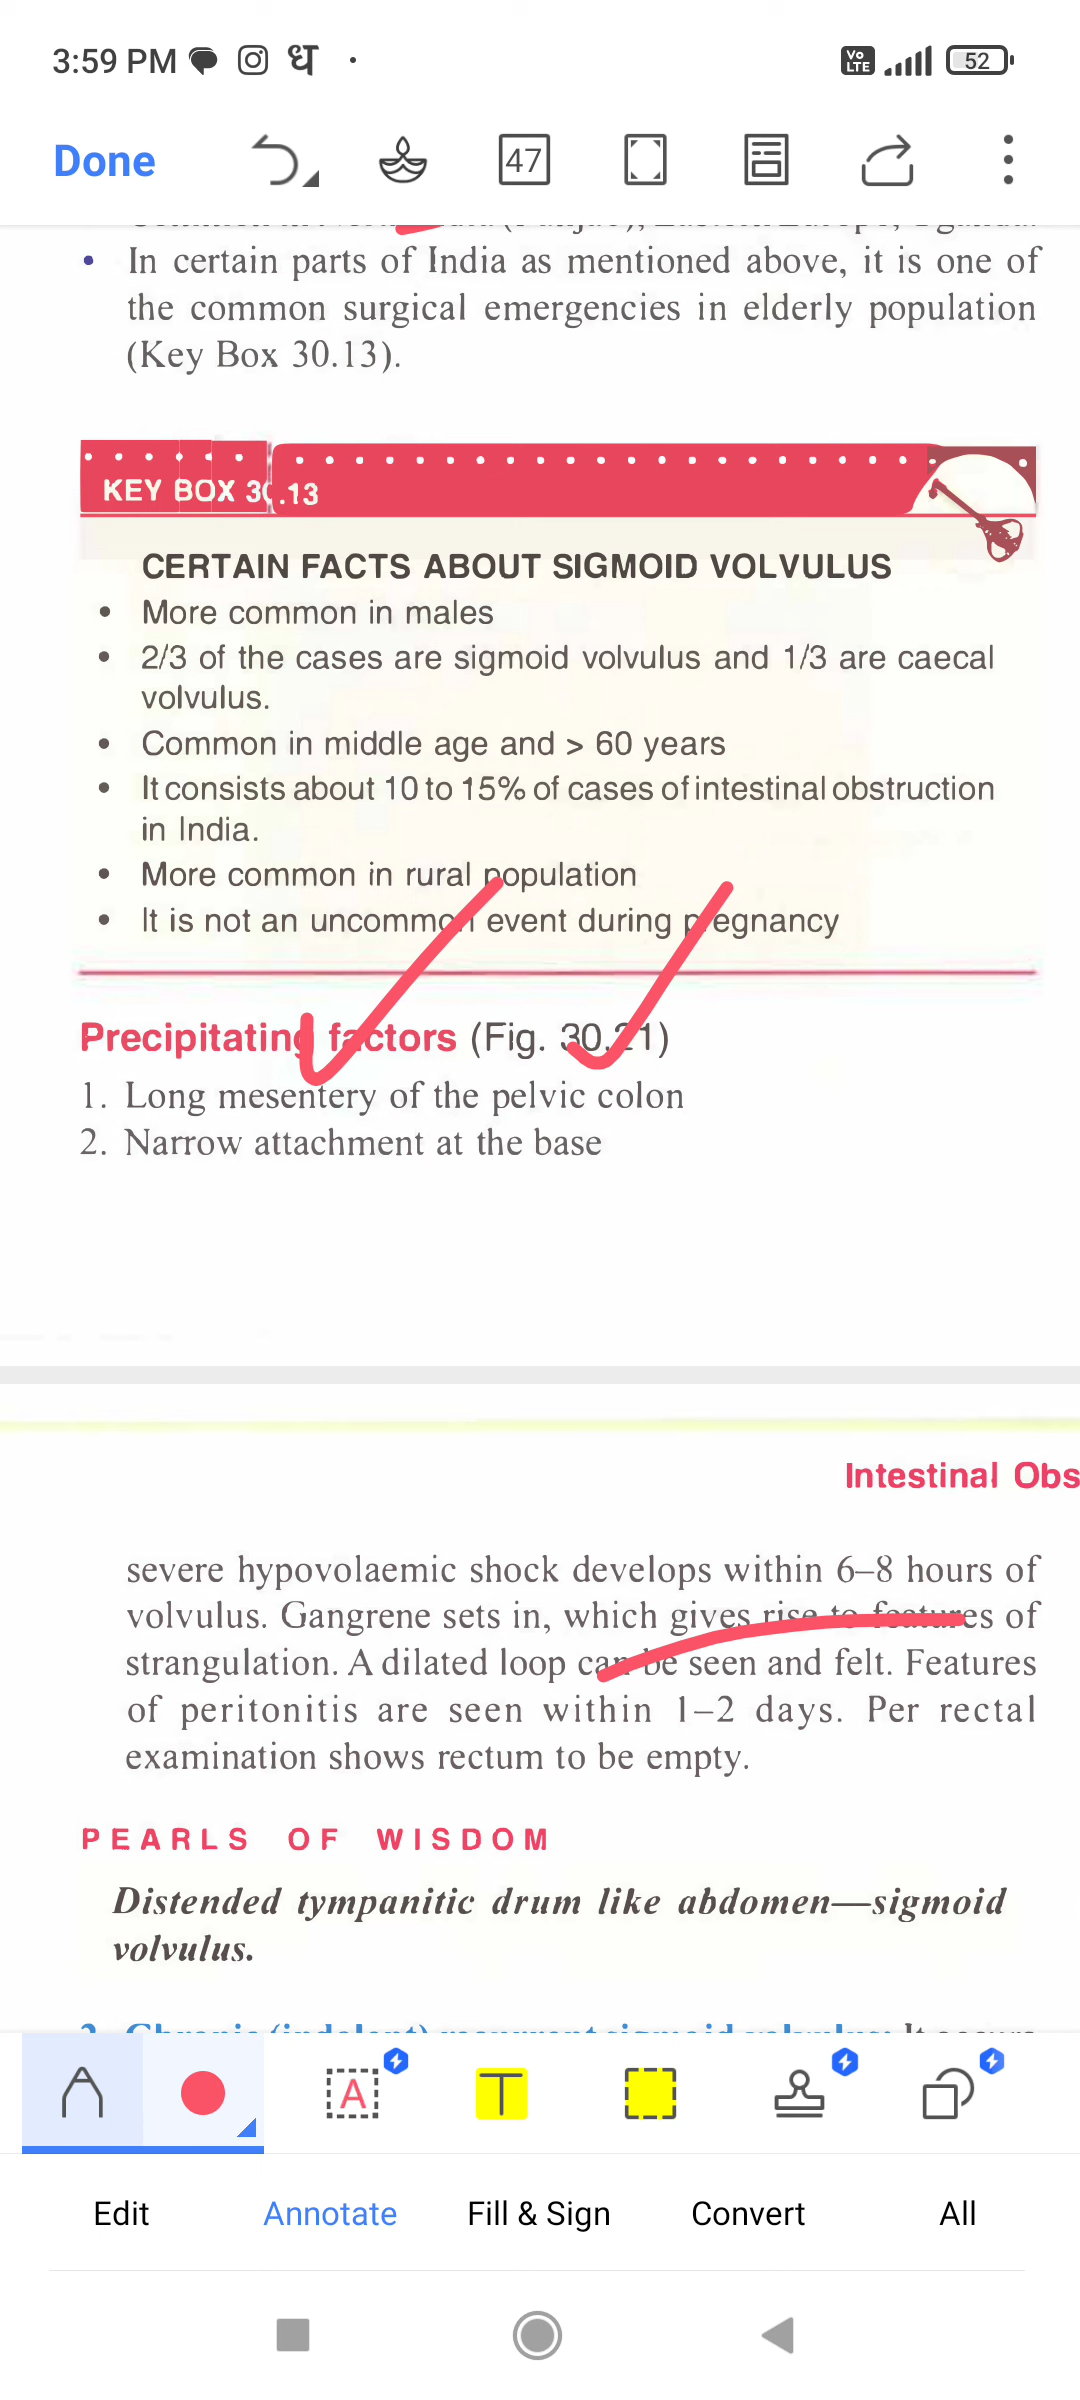 3:59 PM ध
Vo LTE 52
Done 47
In certain parts of India as mentioned above, it is one of
the common surgical emergencies in elderly population
(Key Box 30.13).
KEY BOX 30.13
CERTAIN FACTS ABOUT SIGMOID VOLVULUS
• More common in males
• 2/3 of the cases are sigmoid volvulus and 1/3 are caecal
volvulus.
• Common in middle age and > 60 years
• It consists about 10 to 15% of cases of intestinal obstruction
in India.
• More common in rural population
• It is not an uncommon event during pregnancy
Precipitating factors (Fig. 30.21)
1. Long mesentery of the pelvic colon
2. Narrow attachment at the base
Intestinal Obs
severe hypovolaemic shock develops within 6–8 hours of
volvulus. Gangrene sets in, which gives rise to features of
strangulation. A dilated loop can be seen and felt. Features
of peritonitis are seen within 1–2 days. Per rectal
examination shows rectum to be empty.
PEARLS OF WISDOM
Distended tympanitic drum like abdomen—sigmoid
volvulus.
A T
Edit Annotate Fill & Sign Convert All